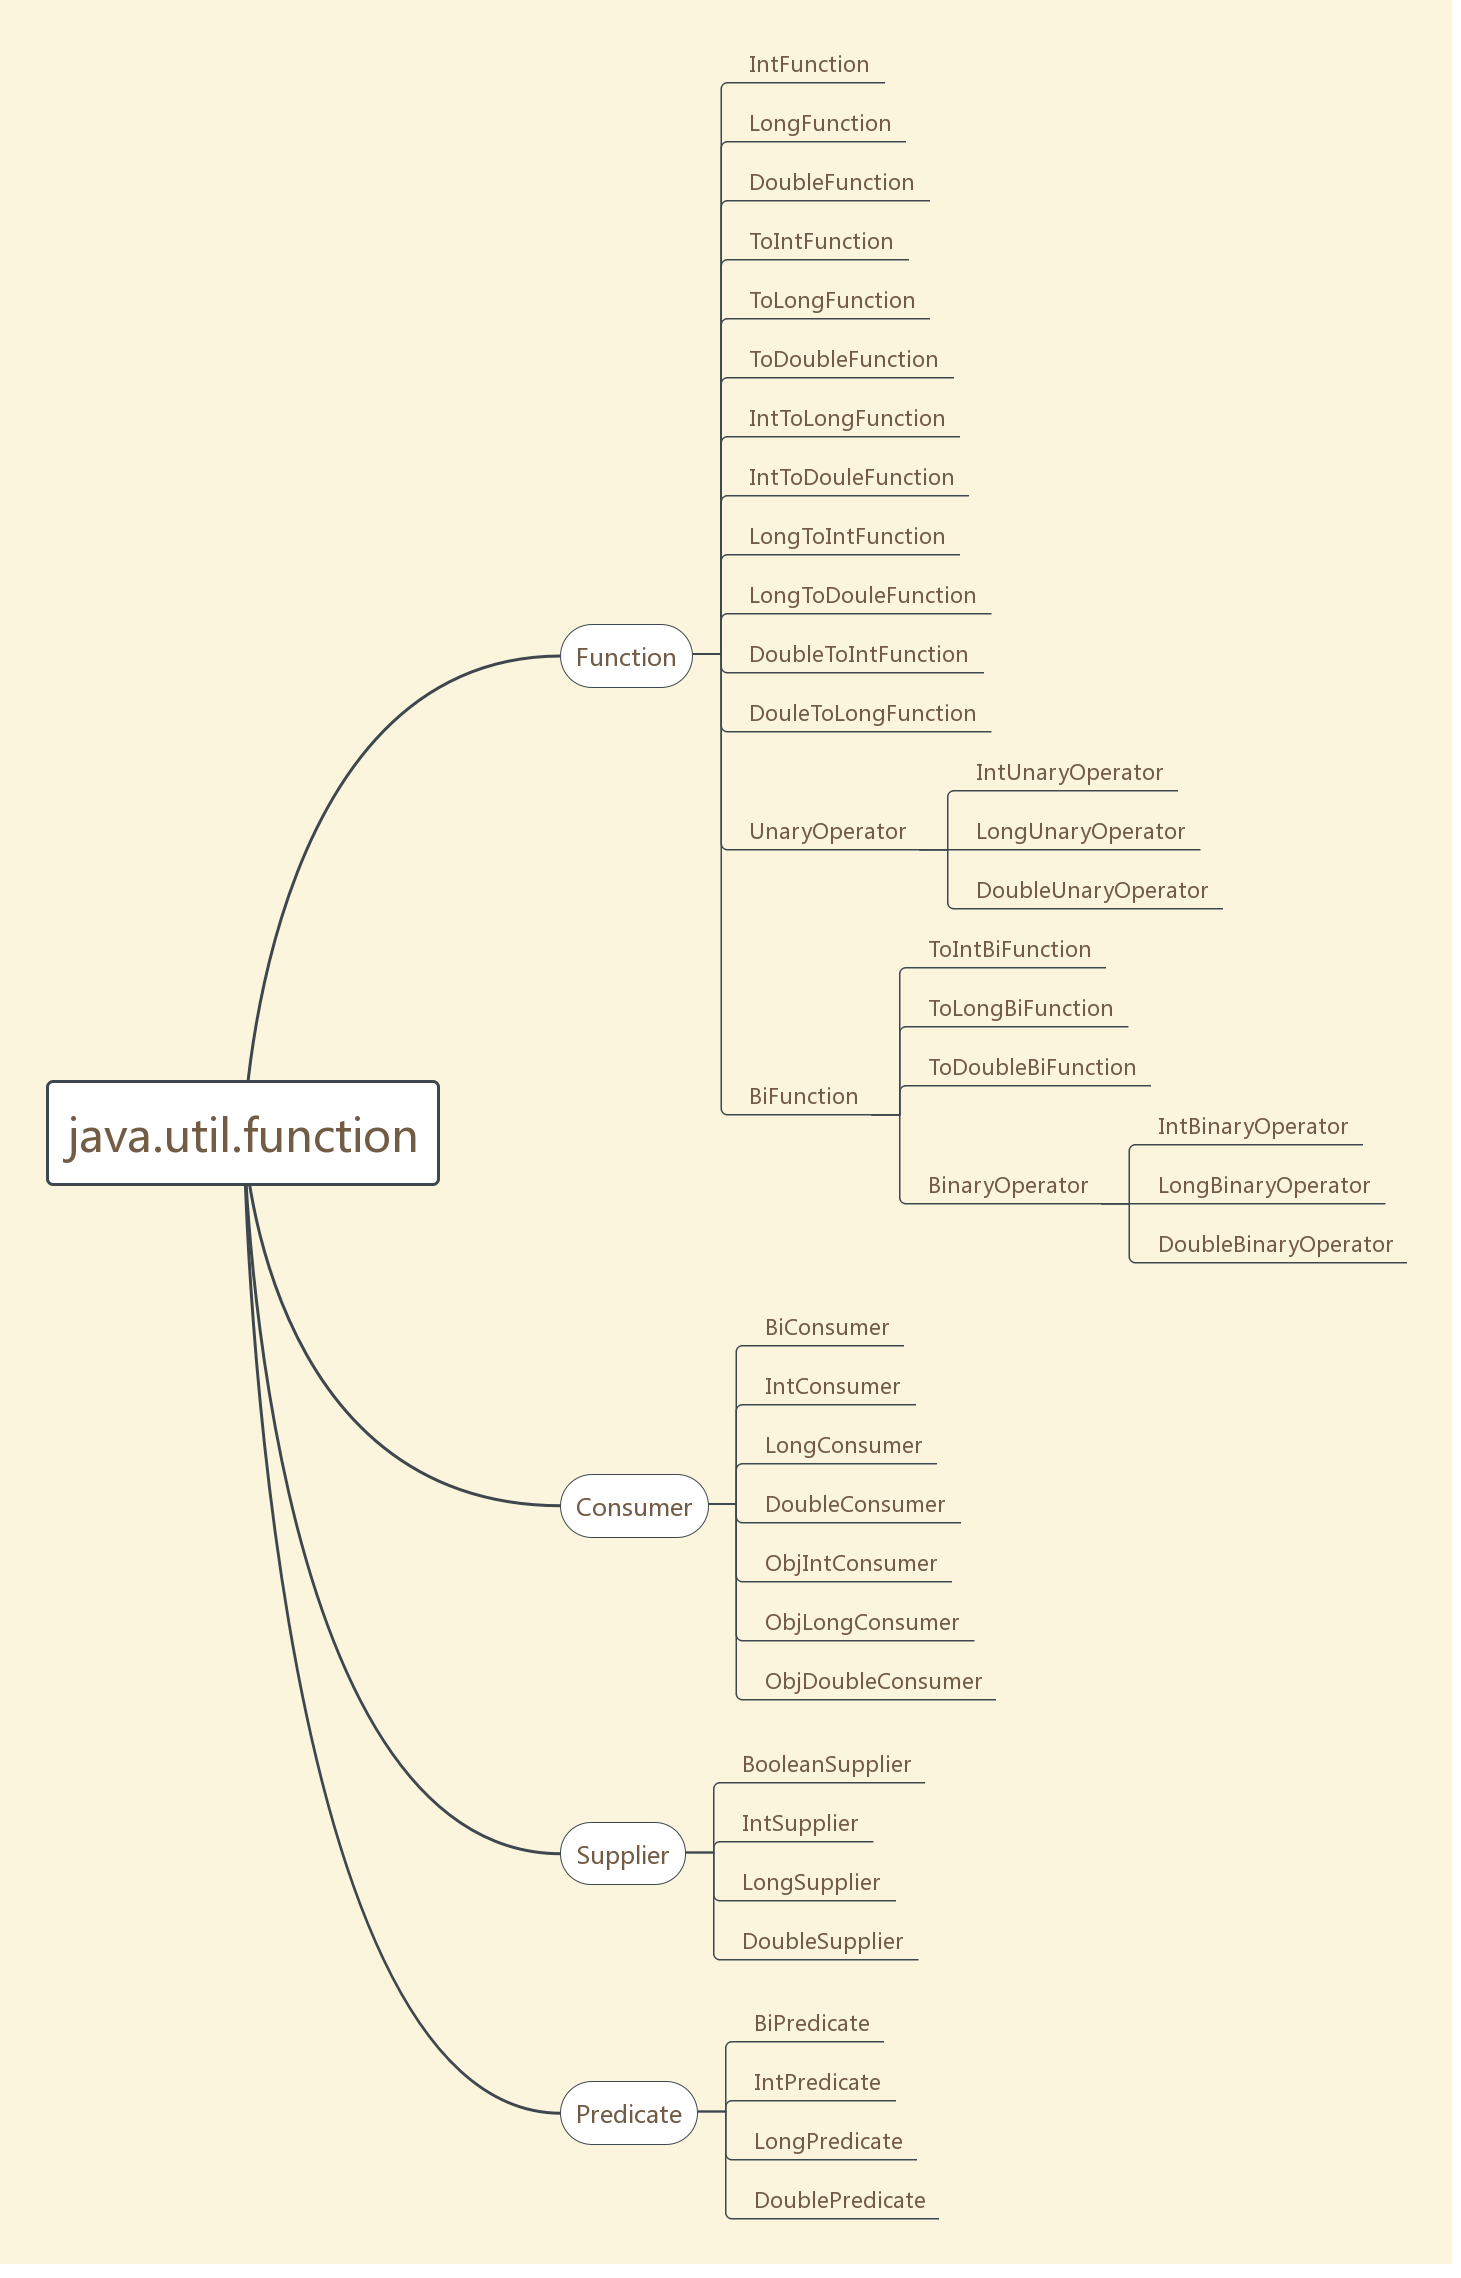 java.util.function
Function
IntFunction
LongFunction
DoubleFunction
ToIntFunction
ToLongFunction
ToDoubleFunction
IntToLongFunction
IntToDouleFunction
LongToIntFunction
LongToDouleFunction
DoubleToIntFunction
DouleToLongFunction
UnaryOperator
IntUnaryOperator
LongUnaryOperator
DoubleUnaryOperator
BiFunction
ToIntBiFunction
ToLongBiFunction
ToDoubleBiFunction
BinaryOperator
IntBinaryOperator
LongBinaryOperator
DoubleBinaryOperator
Consumer
BiConsumer
IntConsumer
LongConsumer
DoubleConsumer
ObjIntConsumer
ObjLongConsumer
ObjDoubleConsumer
Supplier
BooleanSupplier
IntSupplier
LongSupplier
DoubleSupplier
Predicate
BiPredicate
IntPredicate
LongPredicate
DoublePredicate